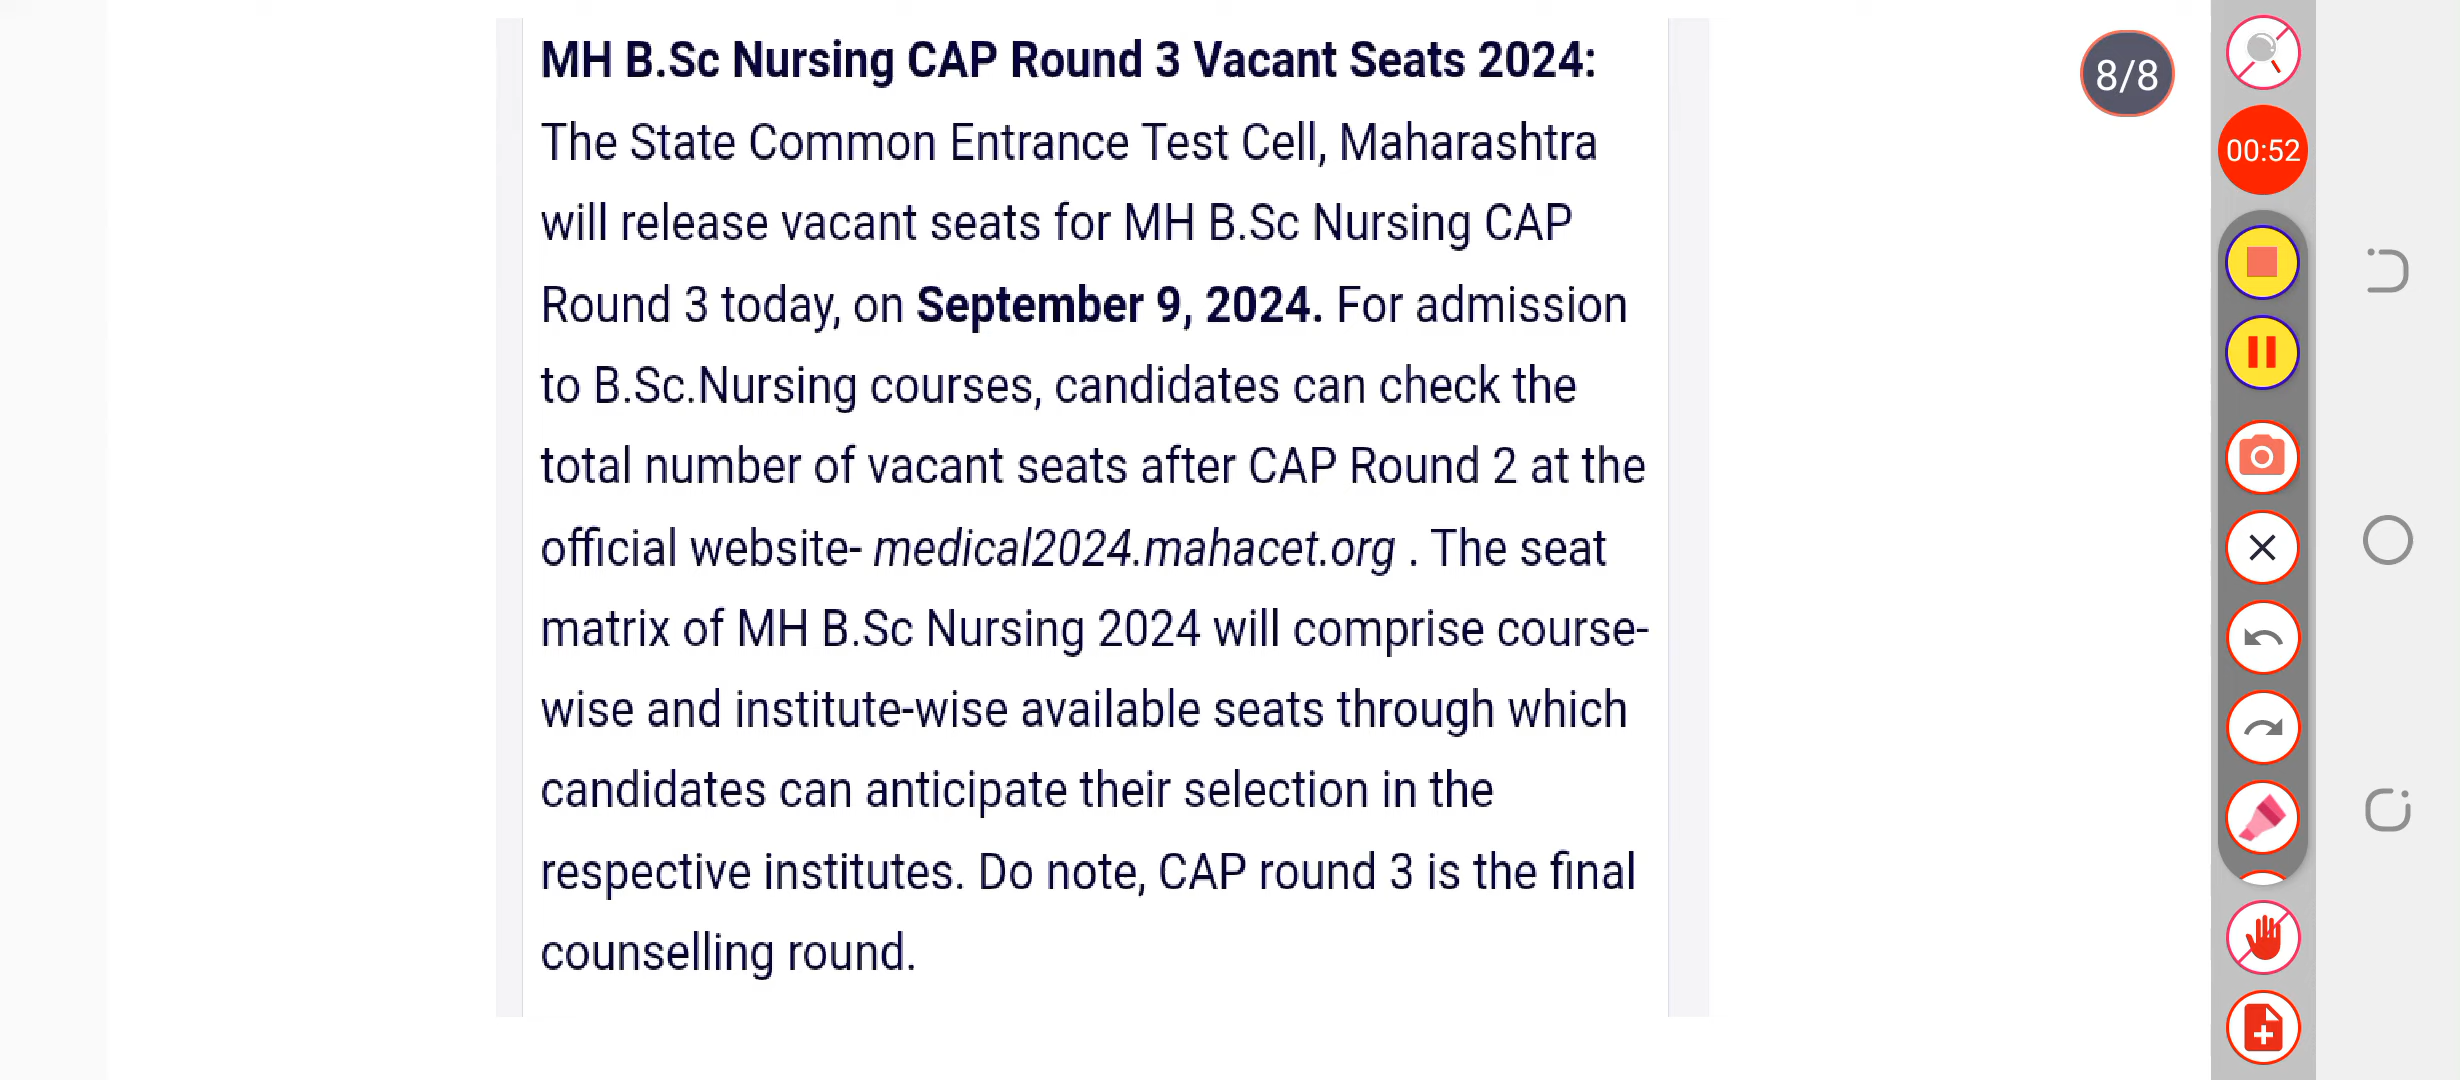 MH B.Sc Nursing CAP Round 3 Vacant Seats 2024:
The State Common Entrance Test Cell, Maharashtra
will release vacant seats for MH B.Sc Nursing CAP
Round 3 today, on September 9, 2024. For admission
to B.Sc.Nursing courses, candidates can check the
total number of vacant seats after CAP Round 2 at the
official website- medical2024.mahacet.org . The seat
matrix of MH B.Sc Nursing 2024 will comprise course-
wise and institute-wise available seats through which
candidates can anticipate their selection in the
respective institutes. Do note, CAP round 3 is the final
counselling round.
8/8
00:52